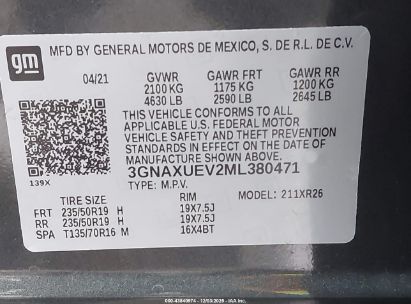 MFD BY GENERAL MOTORS DE MEXICO, S. DE R.L. DE C.V.
gm
04/21 GVWR GAWR FRT GAWR RR
2100 KG 1175 KG 1200 KG
4630 LB 2590 LB 2645 LB
THIS VEHICLE CONFORMS TO ALL
APPLICABLE U.S. FEDERAL MOTOR
VEHICLE SAFETY AND THEFT PREVENTION
STANDARDS IN EFFECT ON THE DATE OF
MANUFACTURE SHOWN ABOVE.
139X 3GNAXUEV2ML380471
TYPE: M.P.V. MODEL: 211XR26
TIRE SIZE RIM
FRT 235/50R19 H 19X7.5J
RR 235/50R19 H 19X7.5J
SPA T135/70R16 M 16X4BT